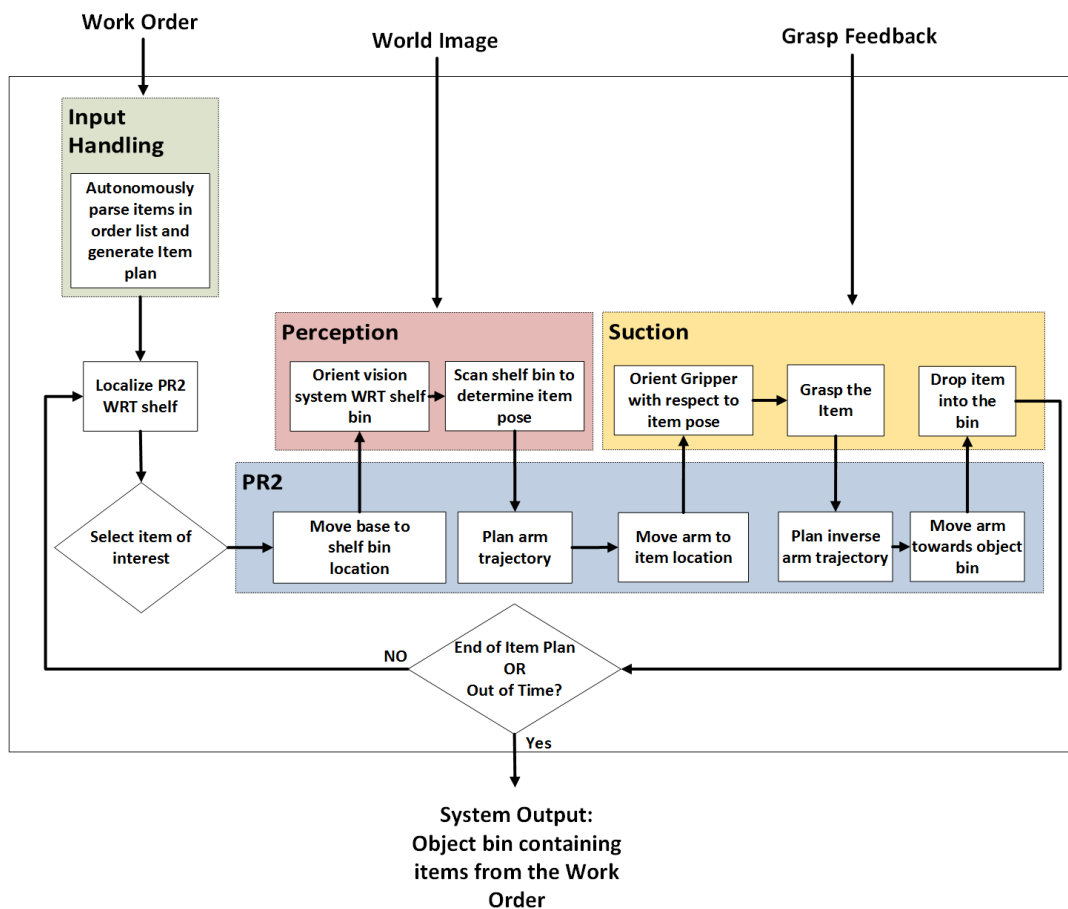 Work Order
World Image
Grasp Feedback
Input
Handling
Autonomously
parse items in
order list and
generate Item
plan
Localize PR2
WRT shelf
Select item of
interest
Perception
Orient vision
system WRT shelf
bin
Scan shelf bin to
determine item
pose
Suction
Orient Gripper
with respect to
item pose
Grasp the
Item
Drop item
into the
bin
PR2
Move base to
shelf bin
location
Plan arm
trajectory
Move arm to
item location
Plan inverse
arm trajectory
Move arm
towards object
bin
End of Item Plan
OR
Out of Time?
NO
Yes
System Output:
Object bin containing
items from the Work
Order